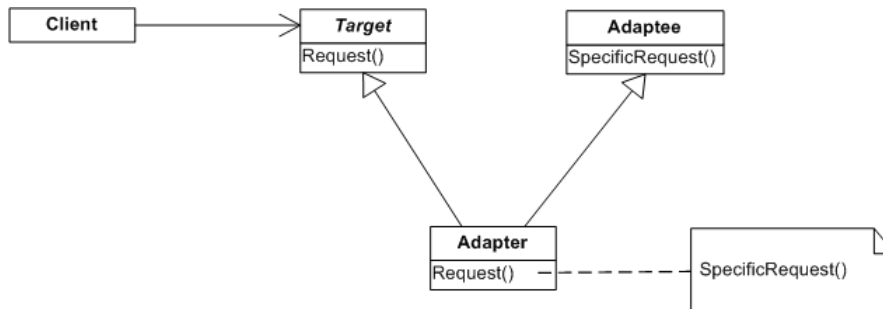 Client
Target
Request()
Adaptee
SpecificRequest()
Adapter
Request()
SpecificRequest()